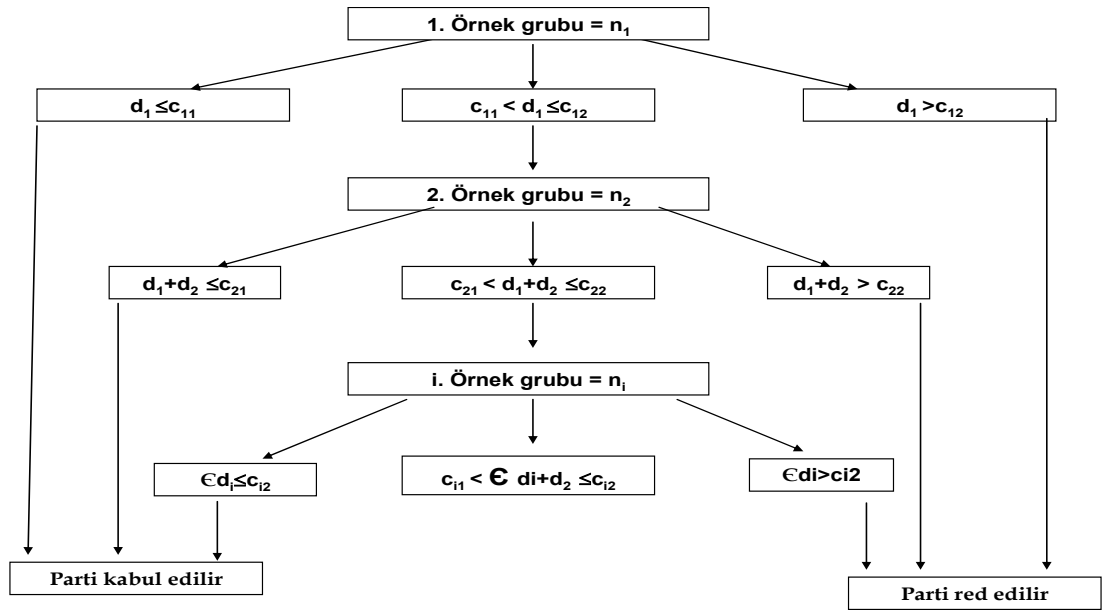 1. Örnek grubu = n₁
d₁ ≤c₁₁
c₁₁ < d₁ ≤c₁₂
d₁ >c₁₂
2. Örnek grubu = n₂
d₁+d₂ ≤c₂₁
c₂₁ < d₁+d₂ ≤c₂₂
d₁+d₂ > c₂₂
i. Örnek grubu = nᵢ
Єdᵢ≤cᵢ₂
cᵢ₁ < Є di+d₂ ≤cᵢ₂
Єdi>ci2
Parti kabul edilir
Parti red edilir